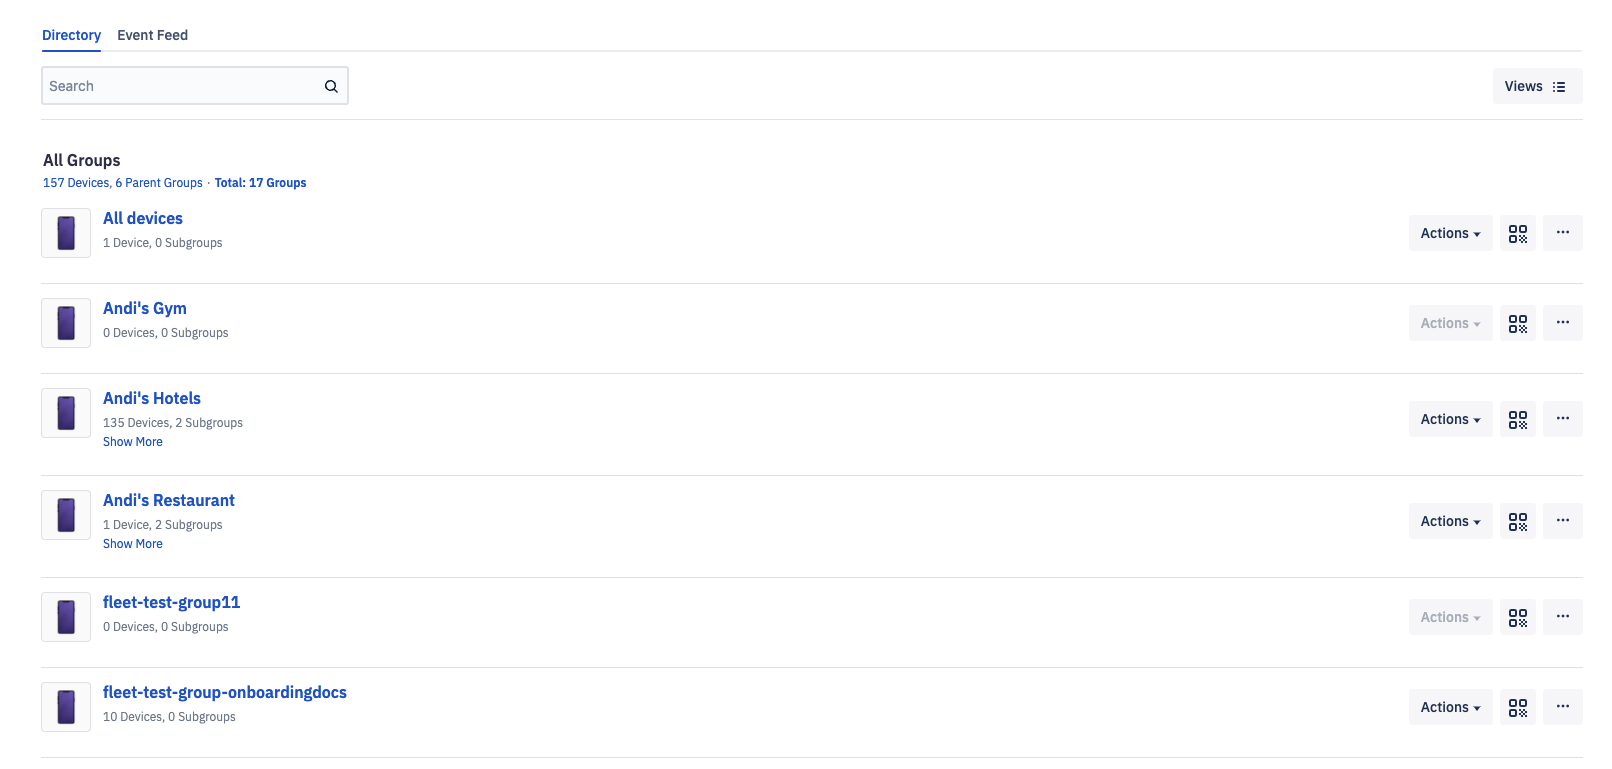 Directory Event Feed
Search
Views
All Groups
157 Devices, 6 Parent Groups · Total: 17 Groups
All devices
1 Device, 0 Subgroups
Actions
Andi's Gym
0 Devices, 0 Subgroups
Actions
Andi's Hotels
135 Devices, 2 Subgroups
Show More
Actions
Andi's Restaurant
1 Device, 2 Subgroups
Show More
Actions
fleet-test-group11
0 Devices, 0 Subgroups
Actions
fleet-test-group-onboardingdocs
10 Devices, 0 Subgroups
Actions